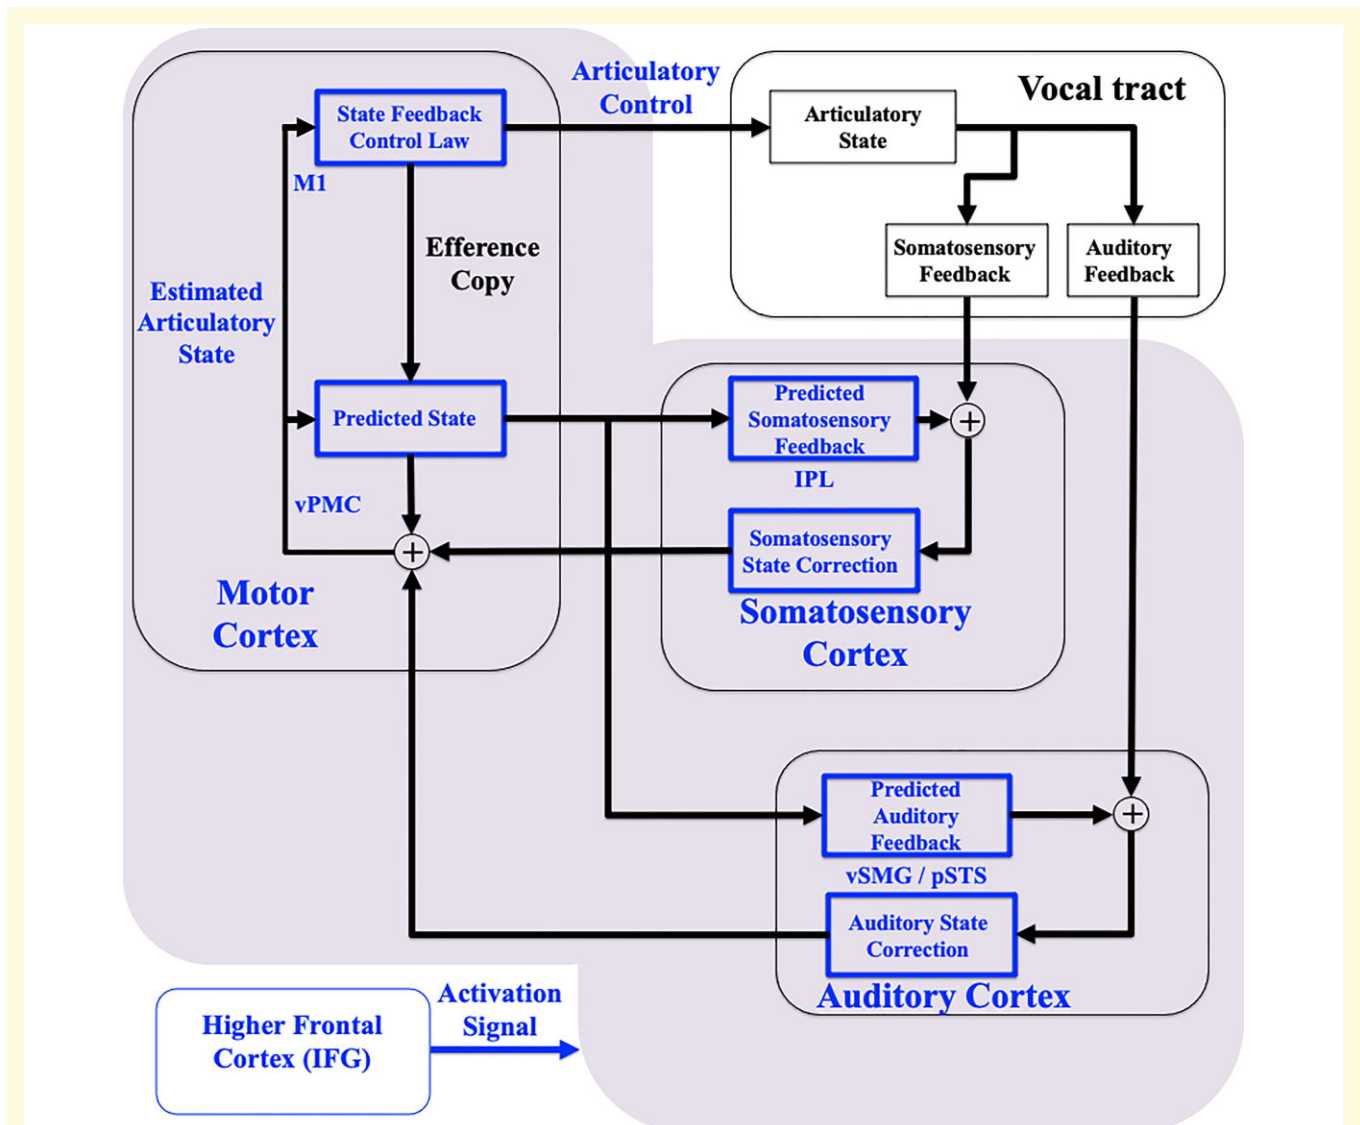 Articulatory
Control
Vocal tract
State Feedback
Control Law
Articulatory
State
M1
Efference
Copy
Somatosensory
Feedback
Auditory
Feedback
Estimated
Articulatory
State
Predicted State
Predicted
Somatosensory
Feedback
+
IPL
vPMC
+
Somatosensory
State Correction
Motor
Cortex
Somatosensory
Cortex
Predicted
Auditory
Feedback
+
vSMG / pSTS
Auditory State
Correction
Auditory Cortex
Higher Frontal
Cortex (IFG)
Activation
Signal